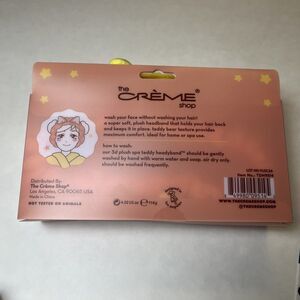 the
CRÈME®
shop
wash your face without washing your hair!
a super soft, plush headband that holds your hair back
and keeps it in place. teddy bear texture provides
maximum comfort. ideal for home or spa use.
how to wash:
our 3d plush spa teddy headyband™ should be gently
washed by hand with warm water and soap. air dry only.
should be washed frequently.
Distributed By:
The Crème Shop®
Los Angeles, CA 90061 USA
Made in China
NOT TESTED ON ANIMALS
WWW.THECREMESHOP.COM
@THECREMESHOP